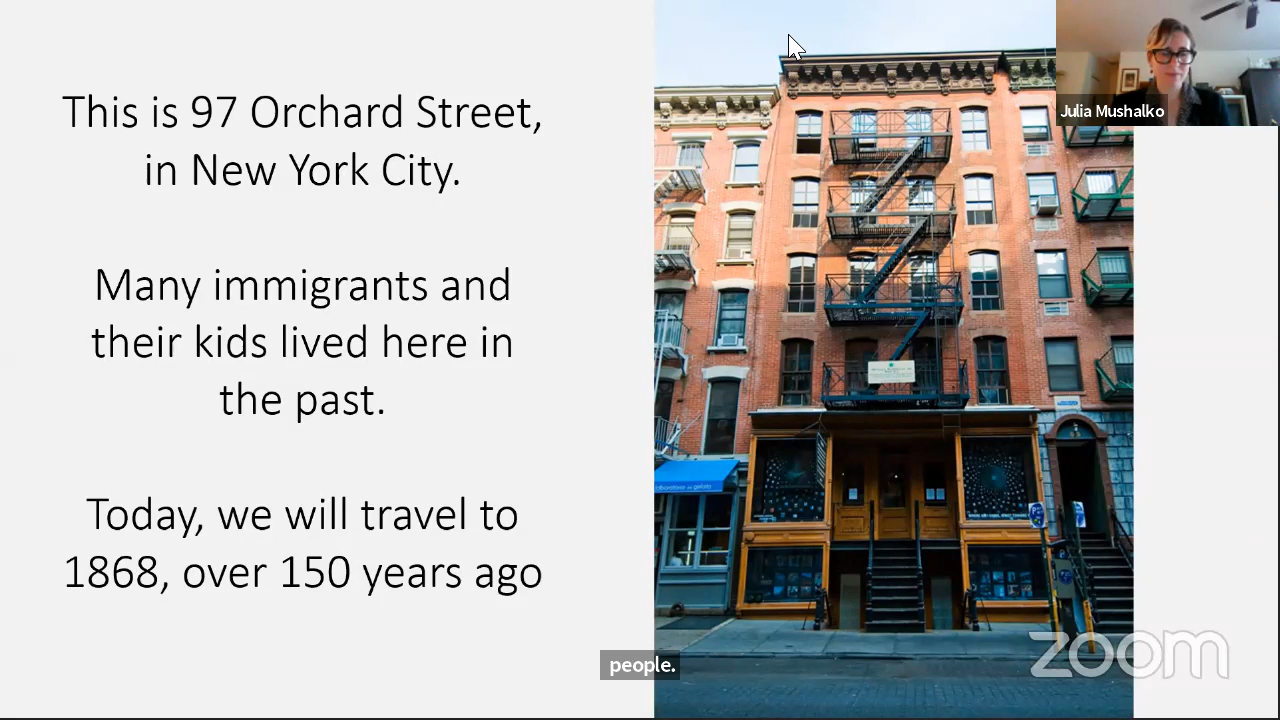 This is 97 Orchard Street,
in New York City.
Many immigrants and
their kids lived here in
the past.
Today, we will travel to
1868, over 150 years ago
Julia Mushalko
people.
zoom